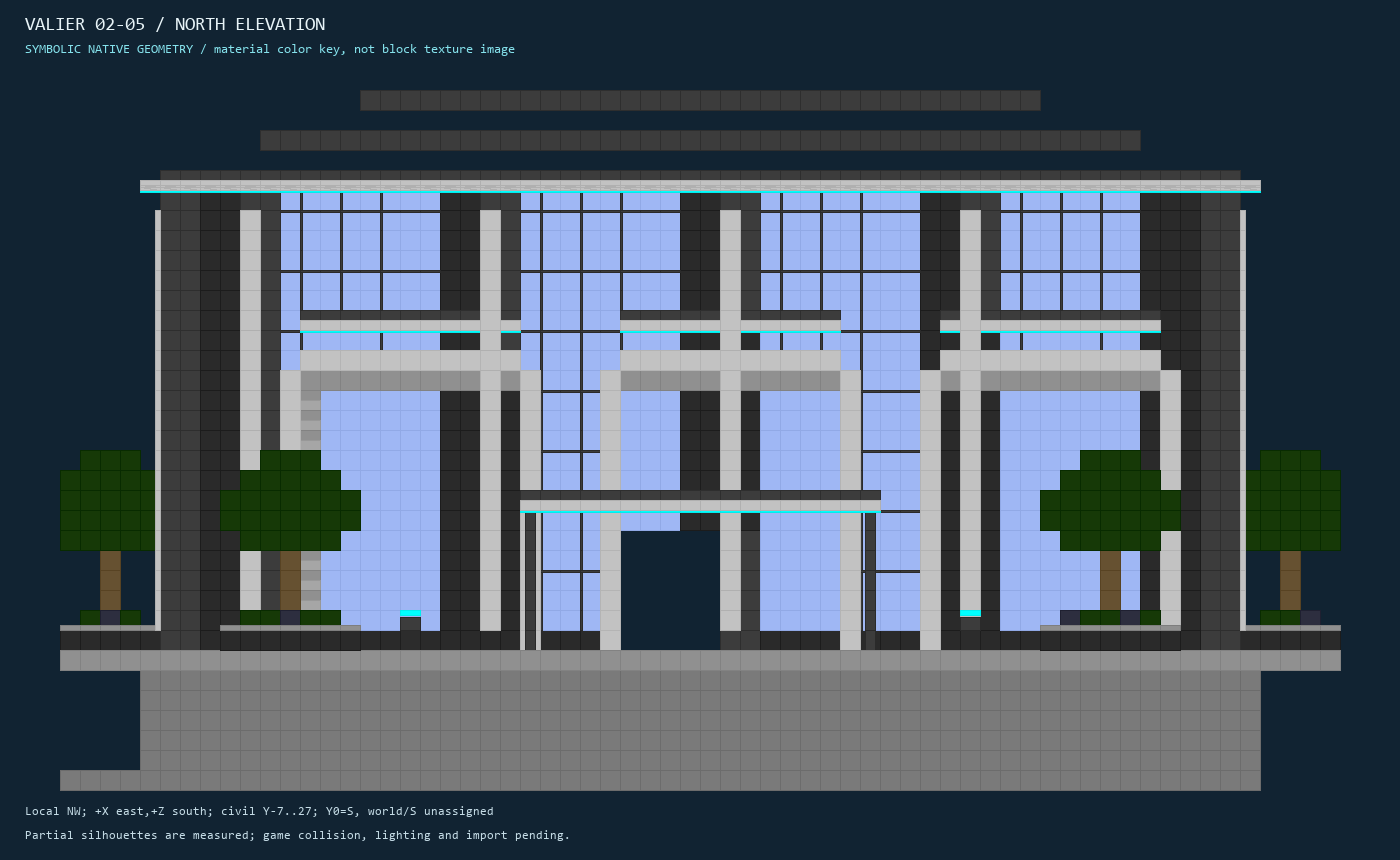 VALIER 02-05 / NORTH ELEVATION
SYMBOLIC NATIVE GEOMETRY / material color key, not block texture image
Local NW; +X east,+Z south; civil Y-7..27; Y0=S, world/S unassigned
Partial silhouettes are measured; game collision, lighting and import pending.